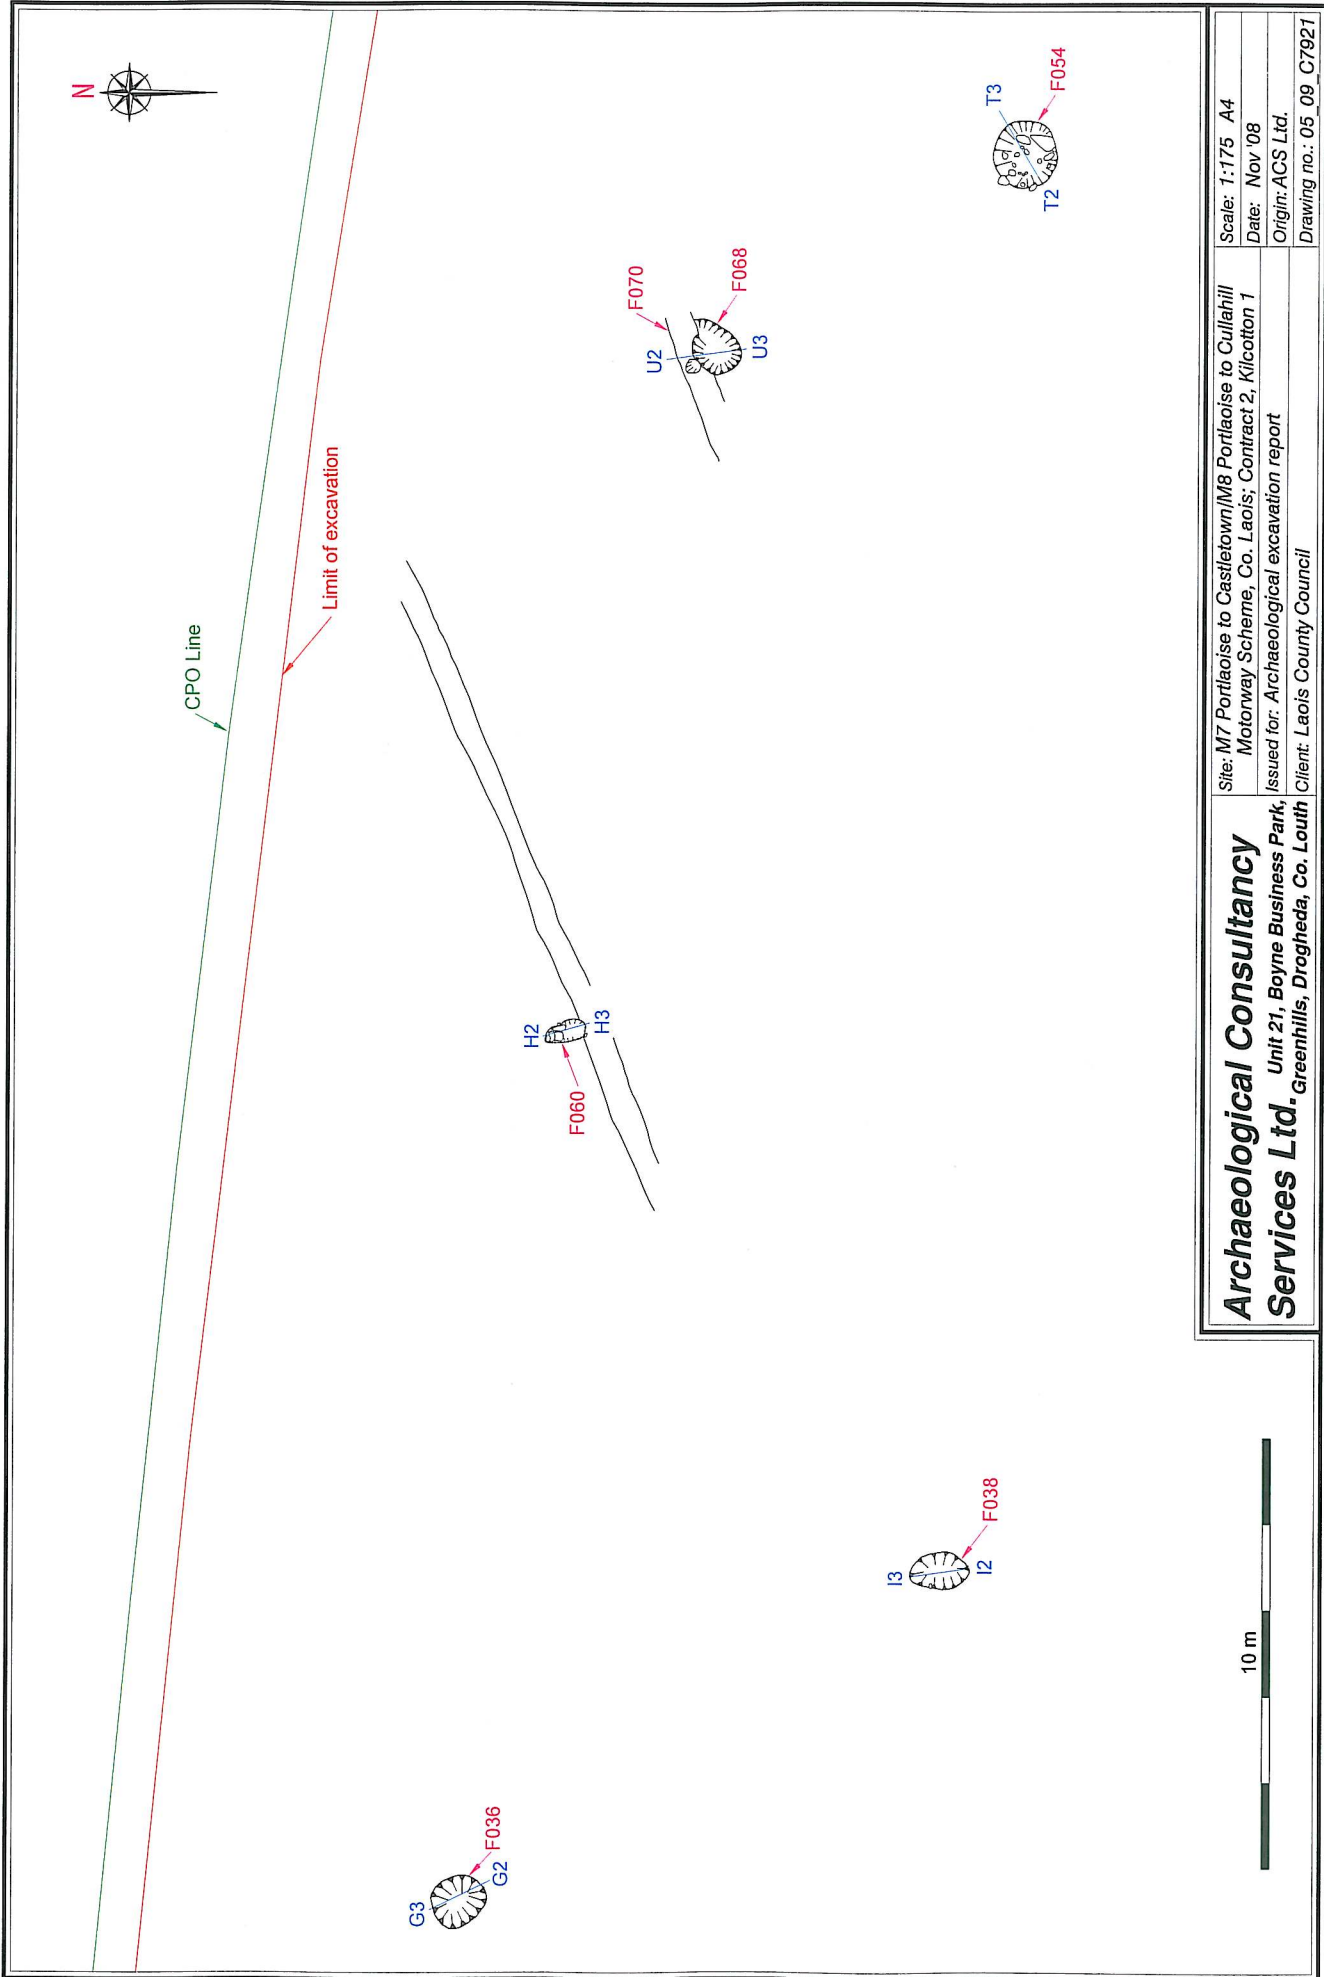 N
CPO Line
Limit of excavation
G3
G2
F036
H2
H3
F060
I3
I2
F038
F070
U2
U3
F068
T3
T2
F054
10 m
Archaeological Consultancy
Services Ltd.
Unit 21, Boyne Business Park,
Greenhills, Drogheda, Co. Louth
Site: M7 Portlaoise to Castletown/M8 Portlaoise to Cullahill
Motorway Scheme, Co. Laois; Contract 2, Kilcotton 1
Issued for: Archaeological excavation report
Client: Laois County Council
Scale: 1:175 A4
Date: Nov '08
Origin: ACS Ltd.
Drawing no.: 05_09_C7921